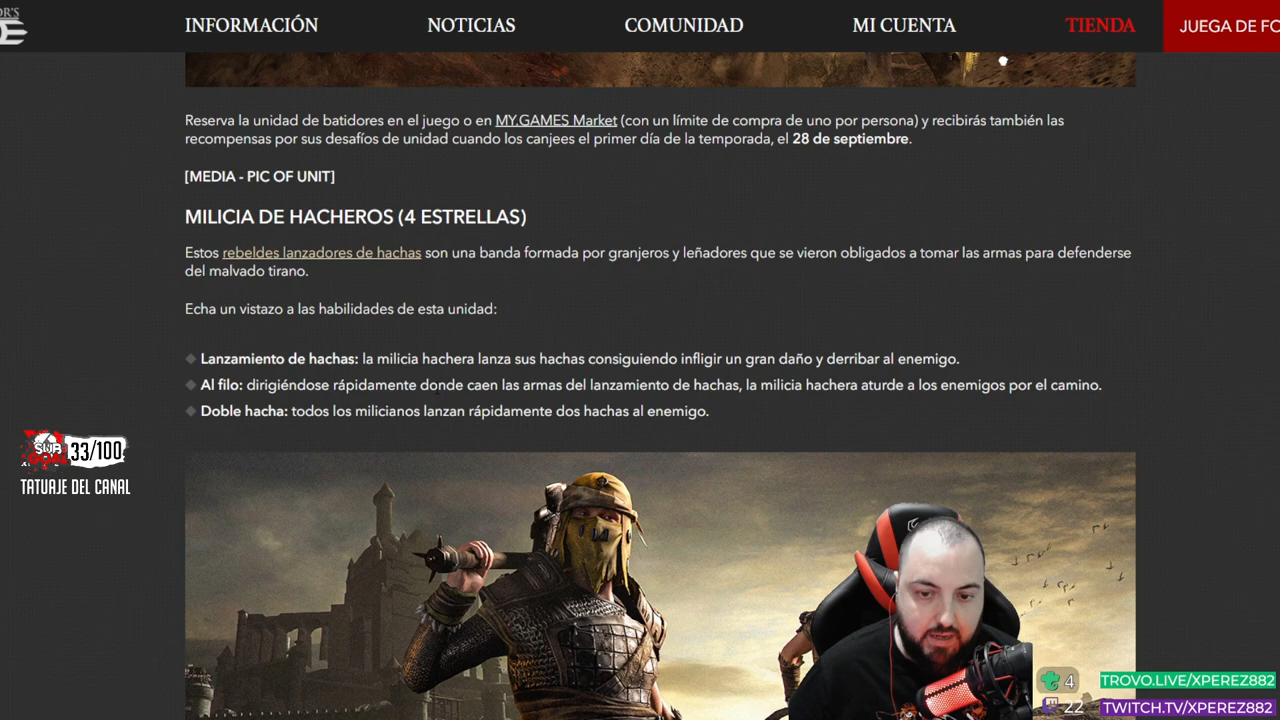 INFORMACIÓN NOTICIAS COMUNIDAD MI CUENTA TIENDA JUEGA DE
Reserva la unidad de batidores en el juego o en MY.GAMES Market (con un límite de compra de uno por persona) y recibirás también las
recompensas por sus desafíos de unidad cuando los canjees el primer día de la temporada, el 28 de septiembre.
[MEDIA - PIC OF UNIT]
MILICIA DE HACHEROS (4 ESTRELLAS)
Estos rebeldes lanzadores de hachas son una banda formada por granjeros y leñadores que se vieron obligados a tomar las armas para defenderse
del malvado tirano.
Echa un vistazo a las habilidades de esta unidad:
Lanzamiento de hachas: la milicia hachera lanza sus hachas consiguiendo infligir un gran daño y derribar al enemigo.
Al filo: dirigiéndose rápidamente donde caen las armas del lanzamiento de hachas, la milicia hachera aturde a los enemigos por el camino.
Doble hacha: todos los milicianos lanzan rápidamente dos hachas al enemigo.
SUB GOAL 33/100
TATUAJE DEL CANAL
4 TROVO.LIVE/XPEREZ882
22 TWITCH.TV/XPEREZ882